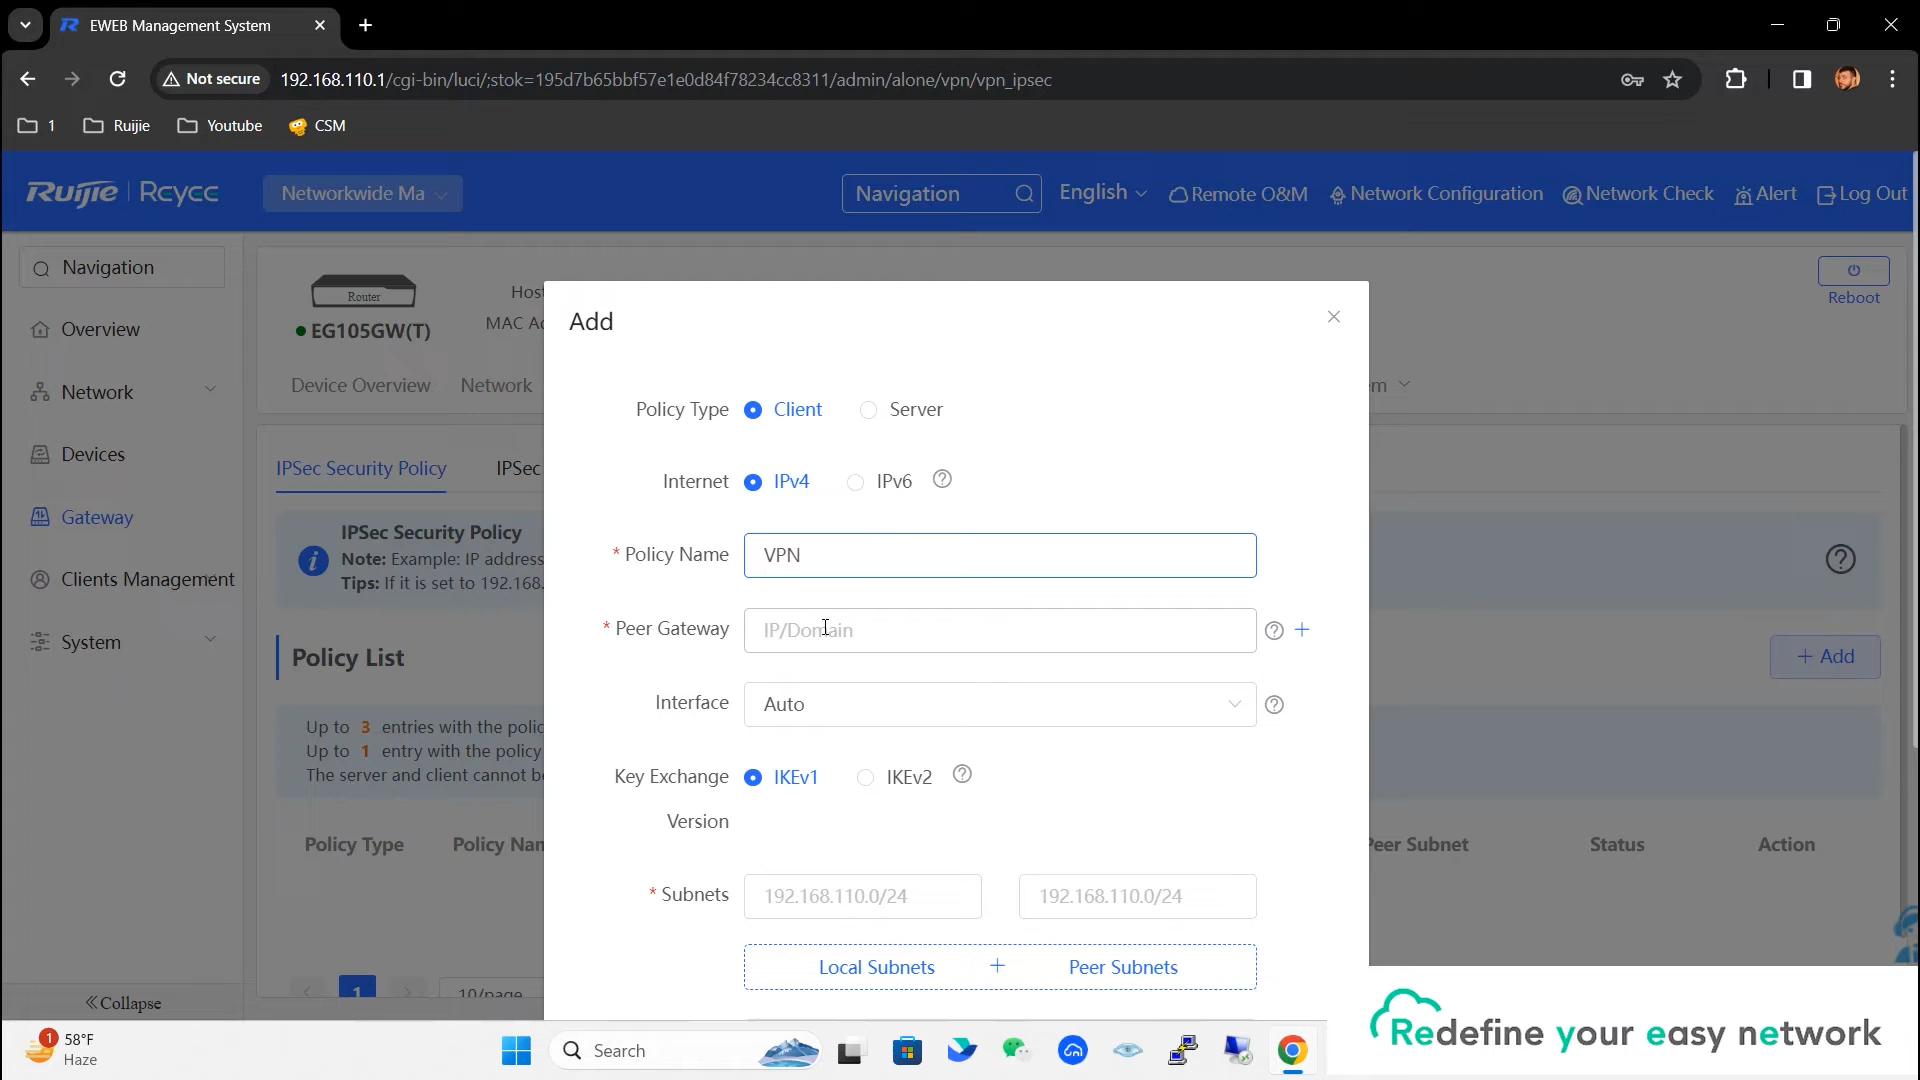 EWEB Management System
Not secure 192.168.110.1/cgi-bin/luci/;stok=195d7b65bbf57e1e0d84f78234cc8311/admin/alone/vpn/vpn_ipsec
1 Ruijie Youtube CSM
Ruijie | Reyee Networkwide Ma Navigation English Remote O&M Network Configuration Network Check Alert Log Out
Navigation
Overview
Network
Devices
Gateway
Clients Management
System
Collapse
Router
EG105GW(T)
Host
MAC Ad
Reboot
Device Overview Network
em
IPSec Security Policy IPSec
IPSec Security Policy
Note: Example: IP address
Tips: If it is set to 192.168.
Policy List
+ Add
Up to 3 entries with the polic
Up to 1 entry with the policy
The server and client cannot be
Policy Type Policy Nam Peer Subnet Status Action
1 10/page
Add
Policy Type Client Server
Internet IPv4 IPv6
* Policy Name VPN
* Peer Gateway IP/Domain
Interface Auto
Key Exchange IKEv1 IKEv2
Version
* Subnets 192.168.110.0/24 192.168.110.0/24
Local Subnets + Peer Subnets
1 58°F
Haze
Search
Redefine your easy network